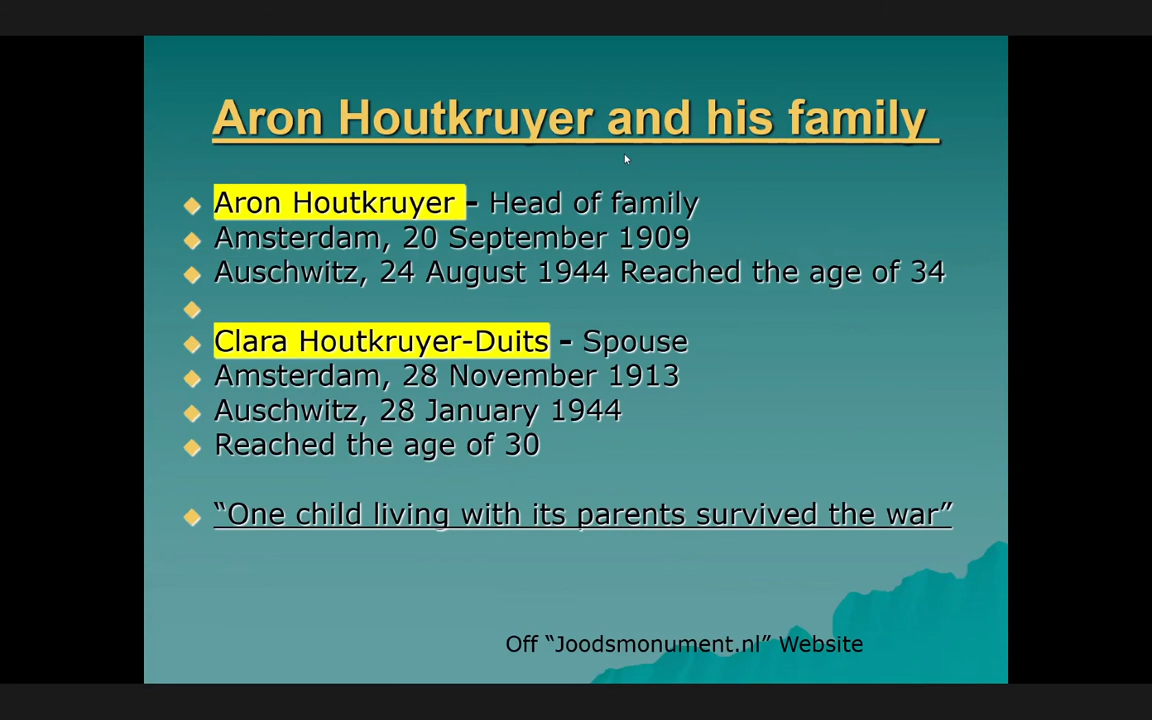 Aron Houtkruyer and his family
Aron Houtkruyer - Head of family
Amsterdam, 20 September 1909
Auschwitz, 24 August 1944 Reached the age of 34
Clara Houtkruyer-Duits - Spouse
Amsterdam, 28 November 1913
Auschwitz, 28 January 1944
Reached the age of 30
“One child living with its parents survived the war”
Off “Joodsmonument.nl” Website